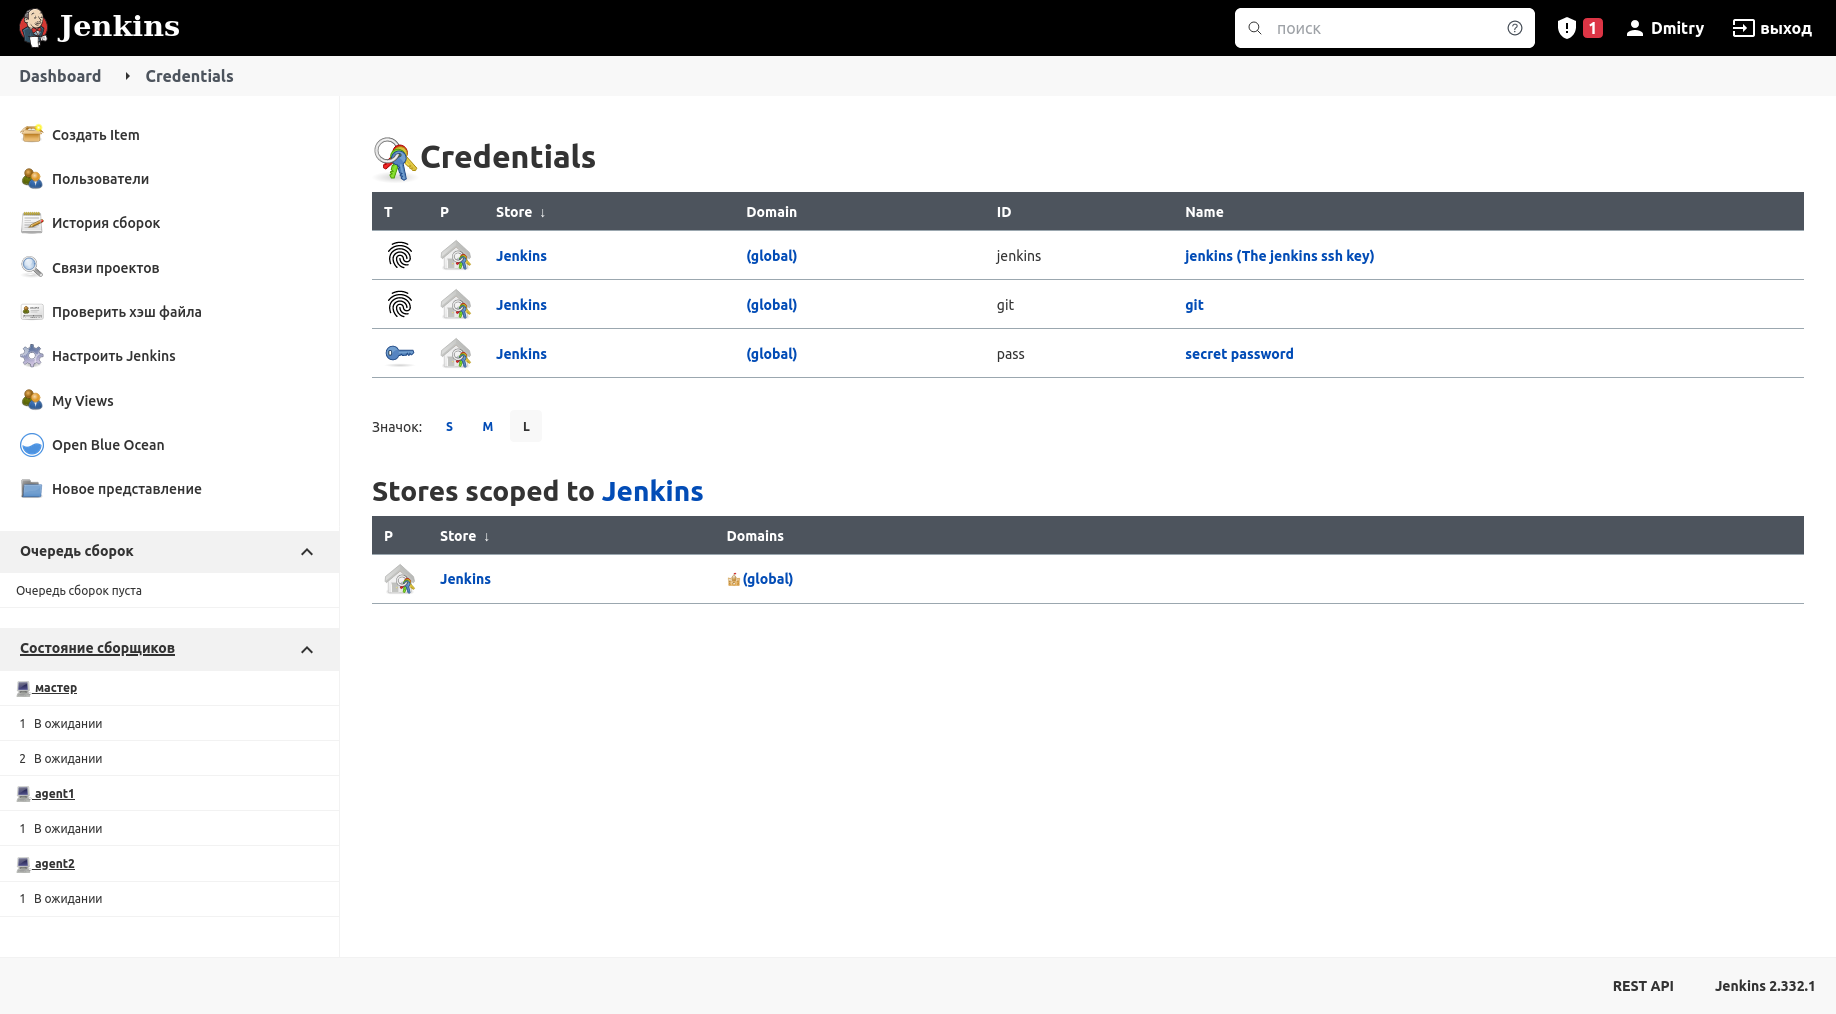 Jenkins
поиск
1
Dmitry
выход
Dashboard
Credentials
Создать Item
Пользователи
История сборок
Связи проектов
Проверить хэш файла
Настроить Jenkins
My Views
Open Blue Ocean
Новое представление
Очередь сборок
Очередь сборок пуста
Состояние сборщиков
мастер
1 В ожидании
2 В ожидании
agent1
1 В ожидании
agent2
1 В ожидании
Credentials
T P Store ↓ Domain ID Name
Jenkins (global) jenkins jenkins (The jenkins ssh key)
Jenkins (global) git git
Jenkins (global) pass secret password
Значок: S M L
Stores scoped to Jenkins
P Store ↓ Domains
Jenkins (global)
REST API Jenkins 2.332.1